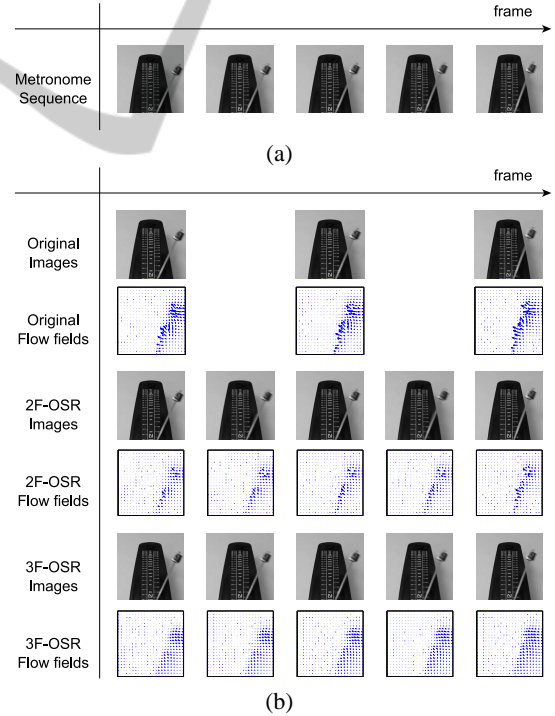 frame
Metronome
Sequence
(a)
frame
Original
Images
Original
Flow fields
2F-OSR
Images
2F-OSR
Flow fields
3F-OSR
Images
3F-OSR
Flow fields
(b)